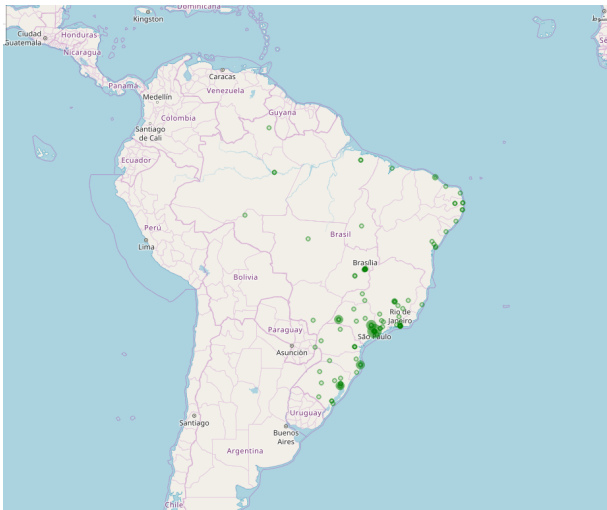 Dominicana
Kingston
Ciudad
Guatemala
Honduras
Nicaragua
Caracas
Panamá
Medellín
Venezuela
Guyana
Colombia
Santiago
de Cali
Ecuador
Perú
Lima
Brasil
Brasília
Bolivia
Rio de
Janeiro
Paraguay
São Paulo
Asunción
Uruguay
Santiago
Buenos
Aires
Argentina
Chile